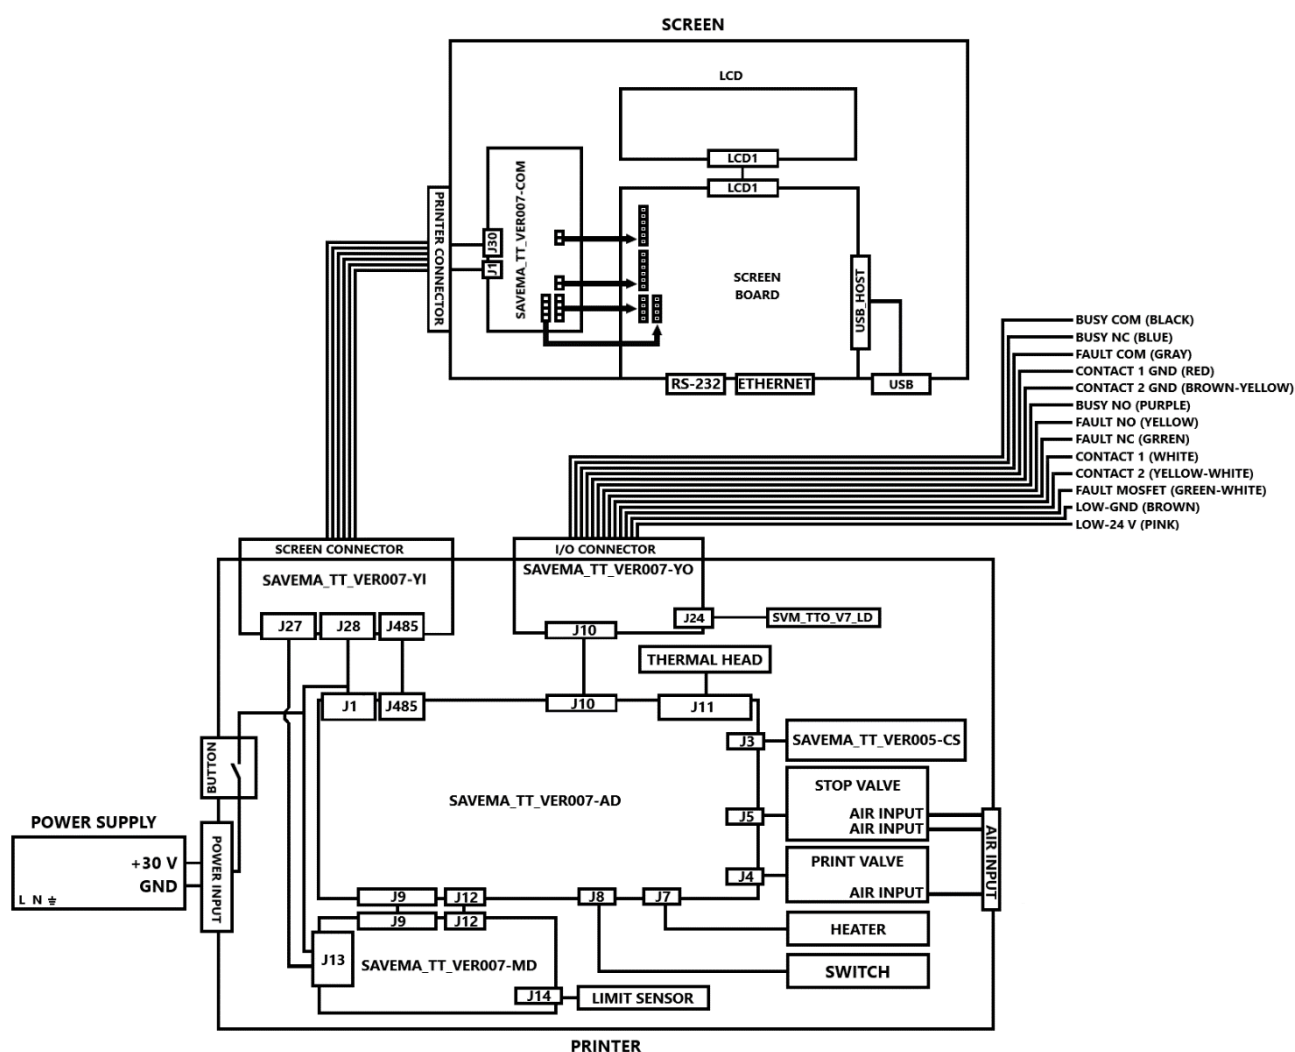 SCREEN
LCD
LCD1
LCD1
SAVEMA_TT_VER007-COM
PRINTER CONNECTOR
J30
J1
SCREEN
BOARD
USB_HOST
RS-232
ETHERNET
USB
BUSY COM (BLACK)
BUSY NC (BLUE)
FAULT COM (GRAY)
CONTACT 1 GND (RED)
CONTACT 2 GND (BROWN-YELLOW)
BUSY NO (PURPLE)
FAULT NO (YELLOW)
FAULT NC (GRREN)
CONTACT 1 (WHITE)
CONTACT 2 (YELLOW-WHITE)
FAULT MOSFET (GREEN-WHITE)
LOW-GND (BROWN)
LOW-24 V (PINK)
SCREEN CONNECTOR
SAVEMA_TT_VER007-YI
J27
J28
J485
I/O CONNECTOR
SAVEMA_TT_VER007-YO
J24
SVM_TTO_V7_LD
J10
THERMAL HEAD
J1
J485
J10
J11
J3
SAVEMA_TT_VER005-CS
BUTTON
SAVEMA_TT_VER007-AD
STOP VALVE
J5
AIR INPUT
AIR INPUT
AIR INPUT
PRINT VALVE
J4
AIR INPUT
POWER SUPPLY
+30 V
GND
L N
POWER INPUT
J9
J12
J8
J7
J9
J12
HEATER
J13
SAVEMA_TT_VER007-MD
SWITCH
J14
LIMIT SENSOR
PRINTER